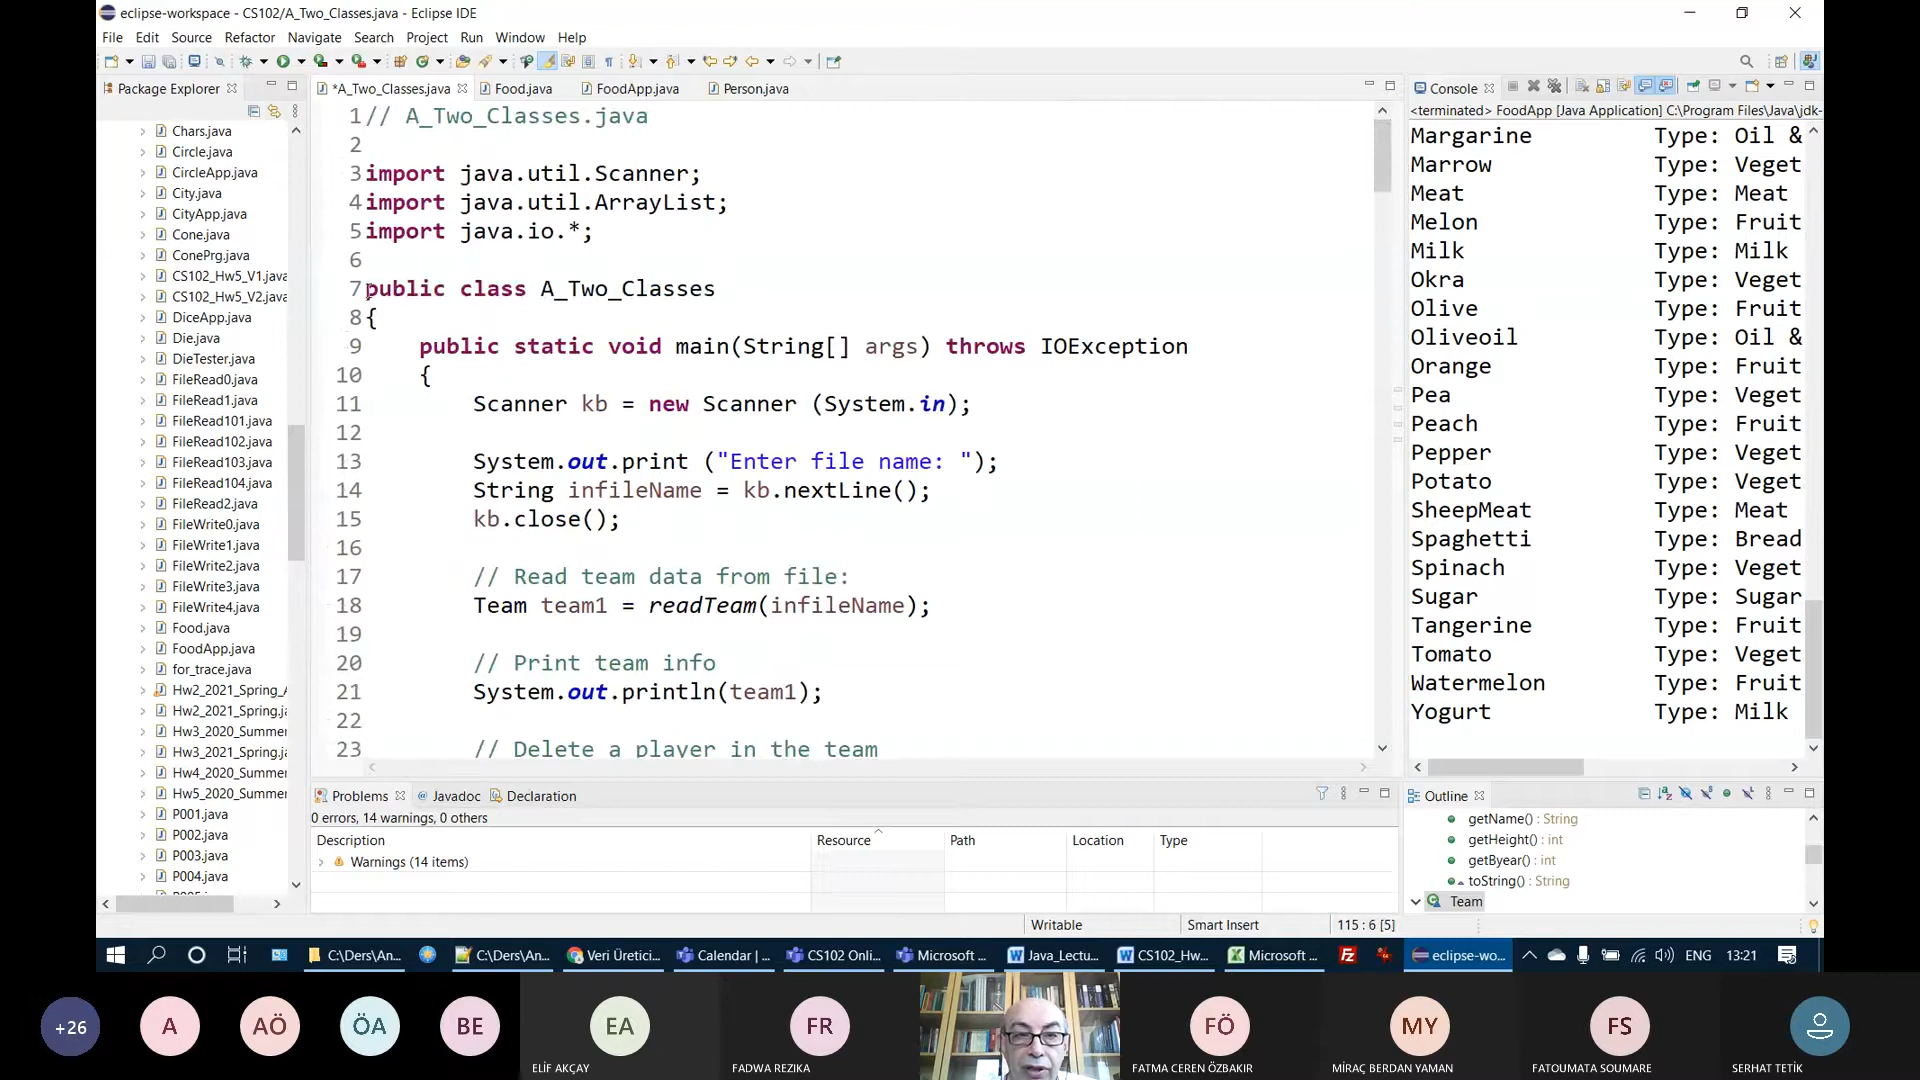 eclipse-workspace - CS102/A_Two_Classes.java - Eclipse IDE
File Edit Source Refactor Navigate Search Project Run Window Help
Package Explorer
Chars.java
Circle.java
CircleApp.java
City.java
CityApp.java
Cone.java
ConePrg.java
CS102_Hw5_V1.java
CS102_Hw5_V2.java
DiceApp.java
Die.java
DieTester.java
FileRead0.java
FileRead1.java
FileRead101.java
FileRead102.java
FileRead103.java
FileRead104.java
FileRead2.java
FileWrite0.java
FileWrite1.java
FileWrite2.java
FileWrite3.java
FileWrite4.java
Food.java
FoodApp.java
for_trace.java
Hw2_2021_Spring_
Hw2_2021_Spring.ja
Hw3_2020_Summer
Hw3_2021_Spring.ja
Hw4_2020_Summer
Hw5_2020_Summer
P001.java
P002.java
P003.java
P004.java
*A_Two_Classes.java Food.java FoodApp.java Person.java
1 // A_Two_Classes.java
2
3 import java.util.Scanner;
4 import java.util.ArrayList;
5 import java.io.*;
6
7 public class A_Two_Classes
8 {
9 public static void main(String[] args) throws IOException
10 {
11 Scanner kb = new Scanner (System.in);
12
13 System.out.print ("Enter file name: ");
14 String infileName = kb.nextLine();
15 kb.close();
16
17 // Read team data from file:
18 Team team1 = readTeam(infileName);
19
20 // Print team info
21 System.out.println(team1);
22
23 // Delete a player in the team
Console
<terminated> FoodApp [Java Application] C:\Program Files\Java\jdk-
Margarine Type: Oil &
Marrow Type: Veget
Meat Type: Meat
Melon Type: Fruit
Milk Type: Milk
Okra Type: Veget
Olive Type: Fruit
Oliveoil Type: Oil &
Orange Type: Fruit
Pea Type: Veget
Peach Type: Fruit
Pepper Type: Veget
Potato Type: Veget
SheepMeat Type: Meat
Spaghetti Type: Bread
Spinach Type: Veget
Sugar Type: Sugar
Tangerine Type: Fruit
Tomato Type: Veget
Watermelon Type: Fruit
Yogurt Type: Milk
Problems Javadoc Declaration
0 errors, 14 warnings, 0 others
Description Resource Path Location Type
Warnings (14 items)
Outline
getName() : String
getHeight() : int
getByear() : int
toString() : String
Team
Writable Smart Insert 115 : 6 [5]
C:\Ders\An... C:\Ders\An... Veri Üretici... Calendar |... CS102 Onli... Microsoft ... Java_Lectu... CS102_Hw... Microsoft ... eclipse-wo... ENG 13:21
+26 A AÖ ÖA BE EA FR FÖ MY FS
ELİF AKÇAY FADWA REZIKA FATMA CEREN ÖZBAKIR MİRAÇ BERDAN YAMAN FATOUMATA SOUMARE SERHAT TETİK